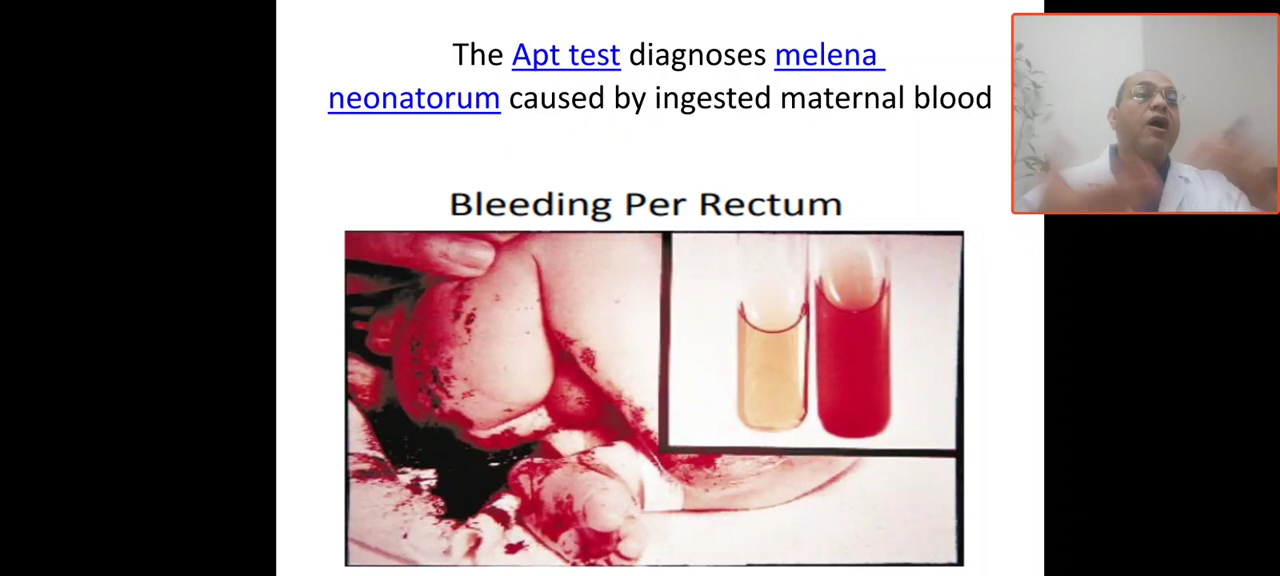 The Apt test diagnoses melena
neonatorum caused by ingested maternal blood
Bleeding Per Rectum